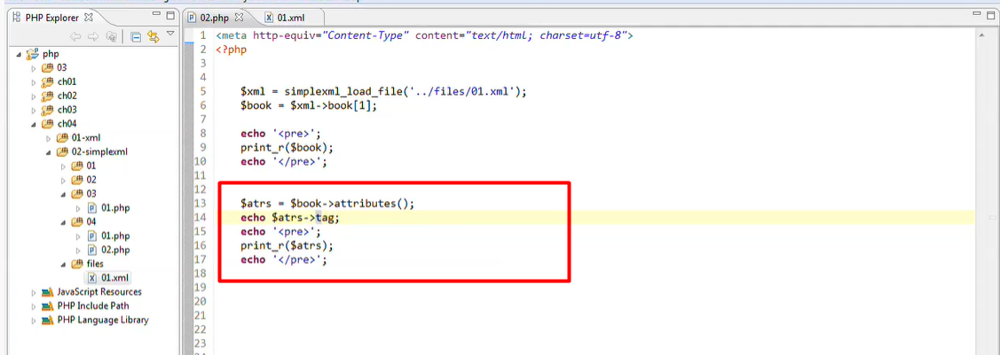 PHP Explorer
php
03
ch01
ch02
ch03
ch04
01-xml
02-simplexml
01
02
03
01.php
04
01.php
02.php
files
01.xml
JavaScript Resources
PHP Include Path
PHP Language Library
02.php
01.xml
1 <meta http-equiv="Content-Type" content="text/html; charset=utf-8">
2 <?php
3
4
5 $xml = simplexml_load_file('../files/01.xml');
6 $book = $xml->book[1];
7
8 echo '<pre>';
9 print_r($book);
10 echo '</pre>';
11
12
13 $atrs = $book->attributes();
14 echo $atrs->tag;
15 echo '<pre>';
16 print_r($atrs);
17 echo '</pre>';
18
19
20
21
22
23